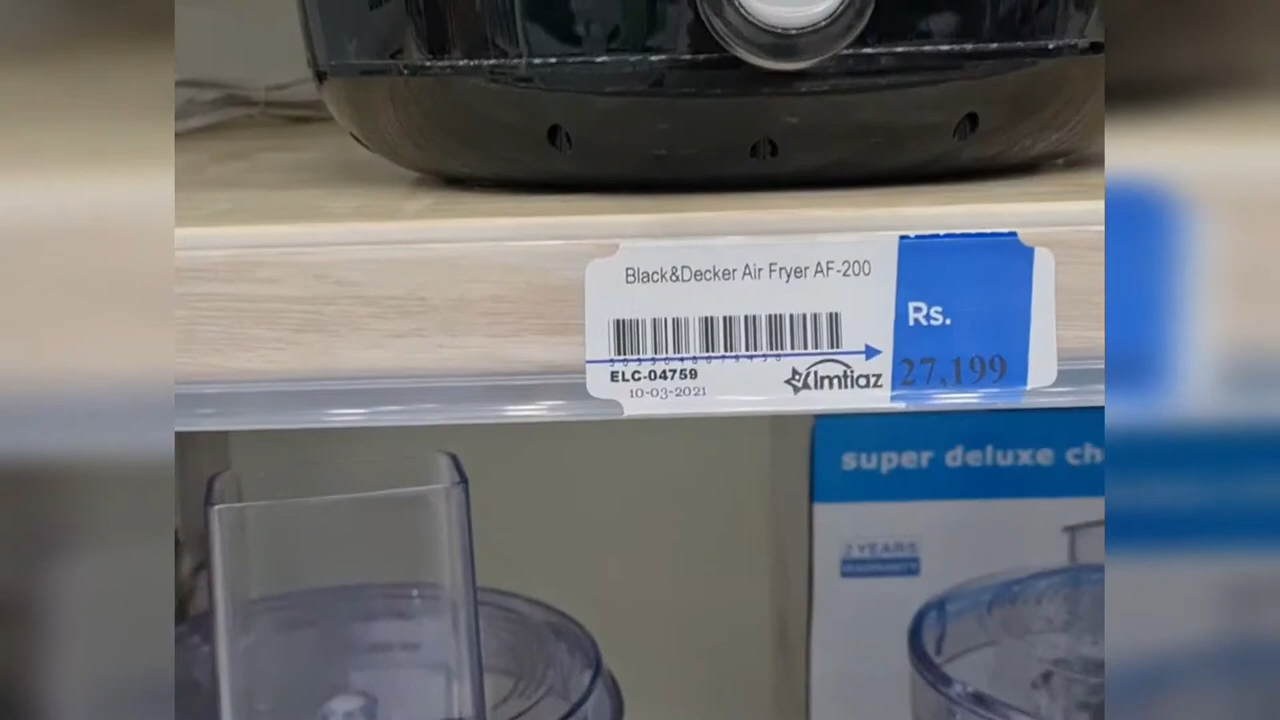 Black&Decker Air Fryer AF-200
Rs.
27,199
ELC-04759
10-03-2021
Imtiaz
super deluxe ch
2 YEARS
WARRANTY